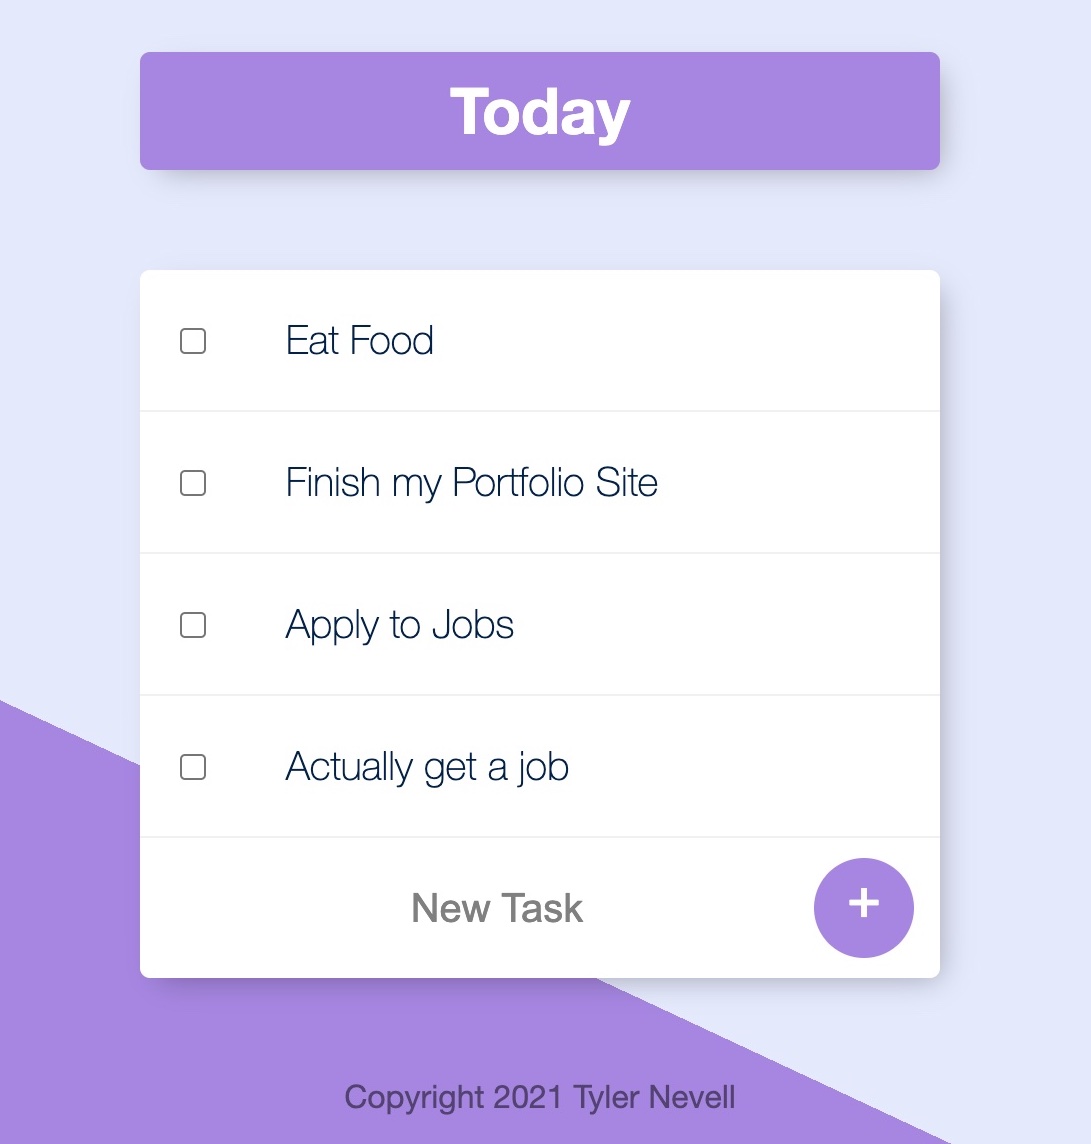 Today
Eat Food
Finish my Portfolio Site
Apply to Jobs
Actually get a job
New Task +
Copyright 2021 Tyler Nevell